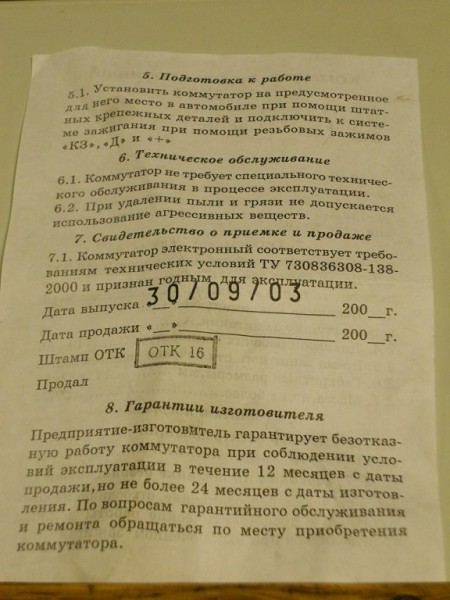 5. Подготовка к работе
5.1. Установить коммутатор на предусмотренное
для него место в автомобиле при помощи штат-
ных крепежных деталей и подключить к систе-
ме зажигания при помощи резьбовых зажимов
«КЗ», «Д» и «+»
6. Техническое обслуживание
6.1. Коммутатор не требует специального техничес-
кого обслуживания в процессе эксплуатации.
6.2. При удалении пыли и грязи не допускается
использование агрессивных веществ.
7. Свидетельство о приемке и продаже
7.1. Коммутатор электронный соответствует требо-
ваниям технических условий ТУ 730836308-138-
2000 и признан годным для эксплуатации.
30/09/03
Дата выпуска «__»__________ 200__г.
Дата продажи «__»__________ 200__г.
Штамп ОТК ОТК 16
Продал
8. Гарантии изготовителя
Предприятие-изготовитель гарантирует безотказ-
ную работу коммутатора при соблюдении усло-
вий эксплуатации в течение 12 месяцев с даты
продажи, но не более 24 месяцев с даты изготов-
ления. По вопросам гарантийного обслуживания
и ремонта обращаться по месту приобретения
коммутатора.